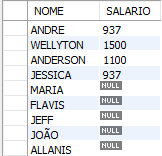 NOME SALARIO
ANDRE 937
WELLYTON 1500
ANDERSON 1100
JESSICA 937
MARIA NULL
FLAVIS NULL
JEFF NULL
JOÃO NULL
ALLANIS NULL